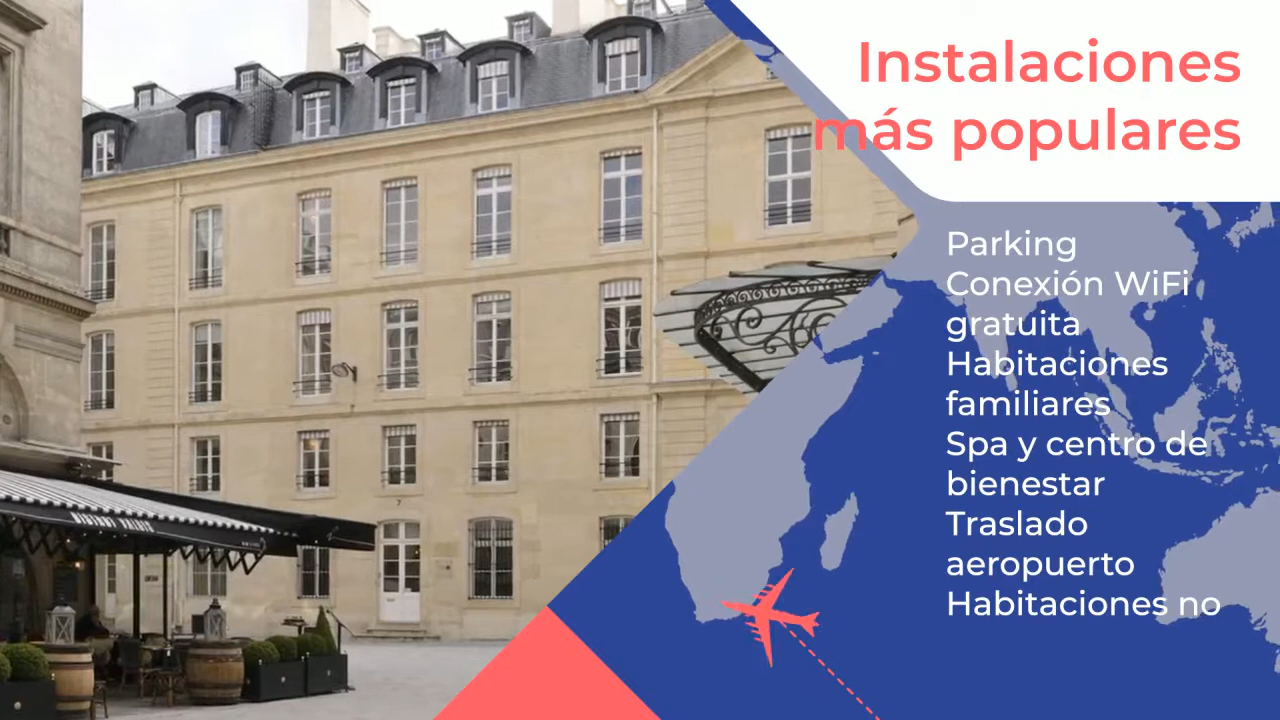 Instalaciones
más populares
Parking
Conexión WiFi
gratuita
Habitaciones
familiares
Spa y centro de
bienestar
Traslado
aeropuerto
Habitaciones no